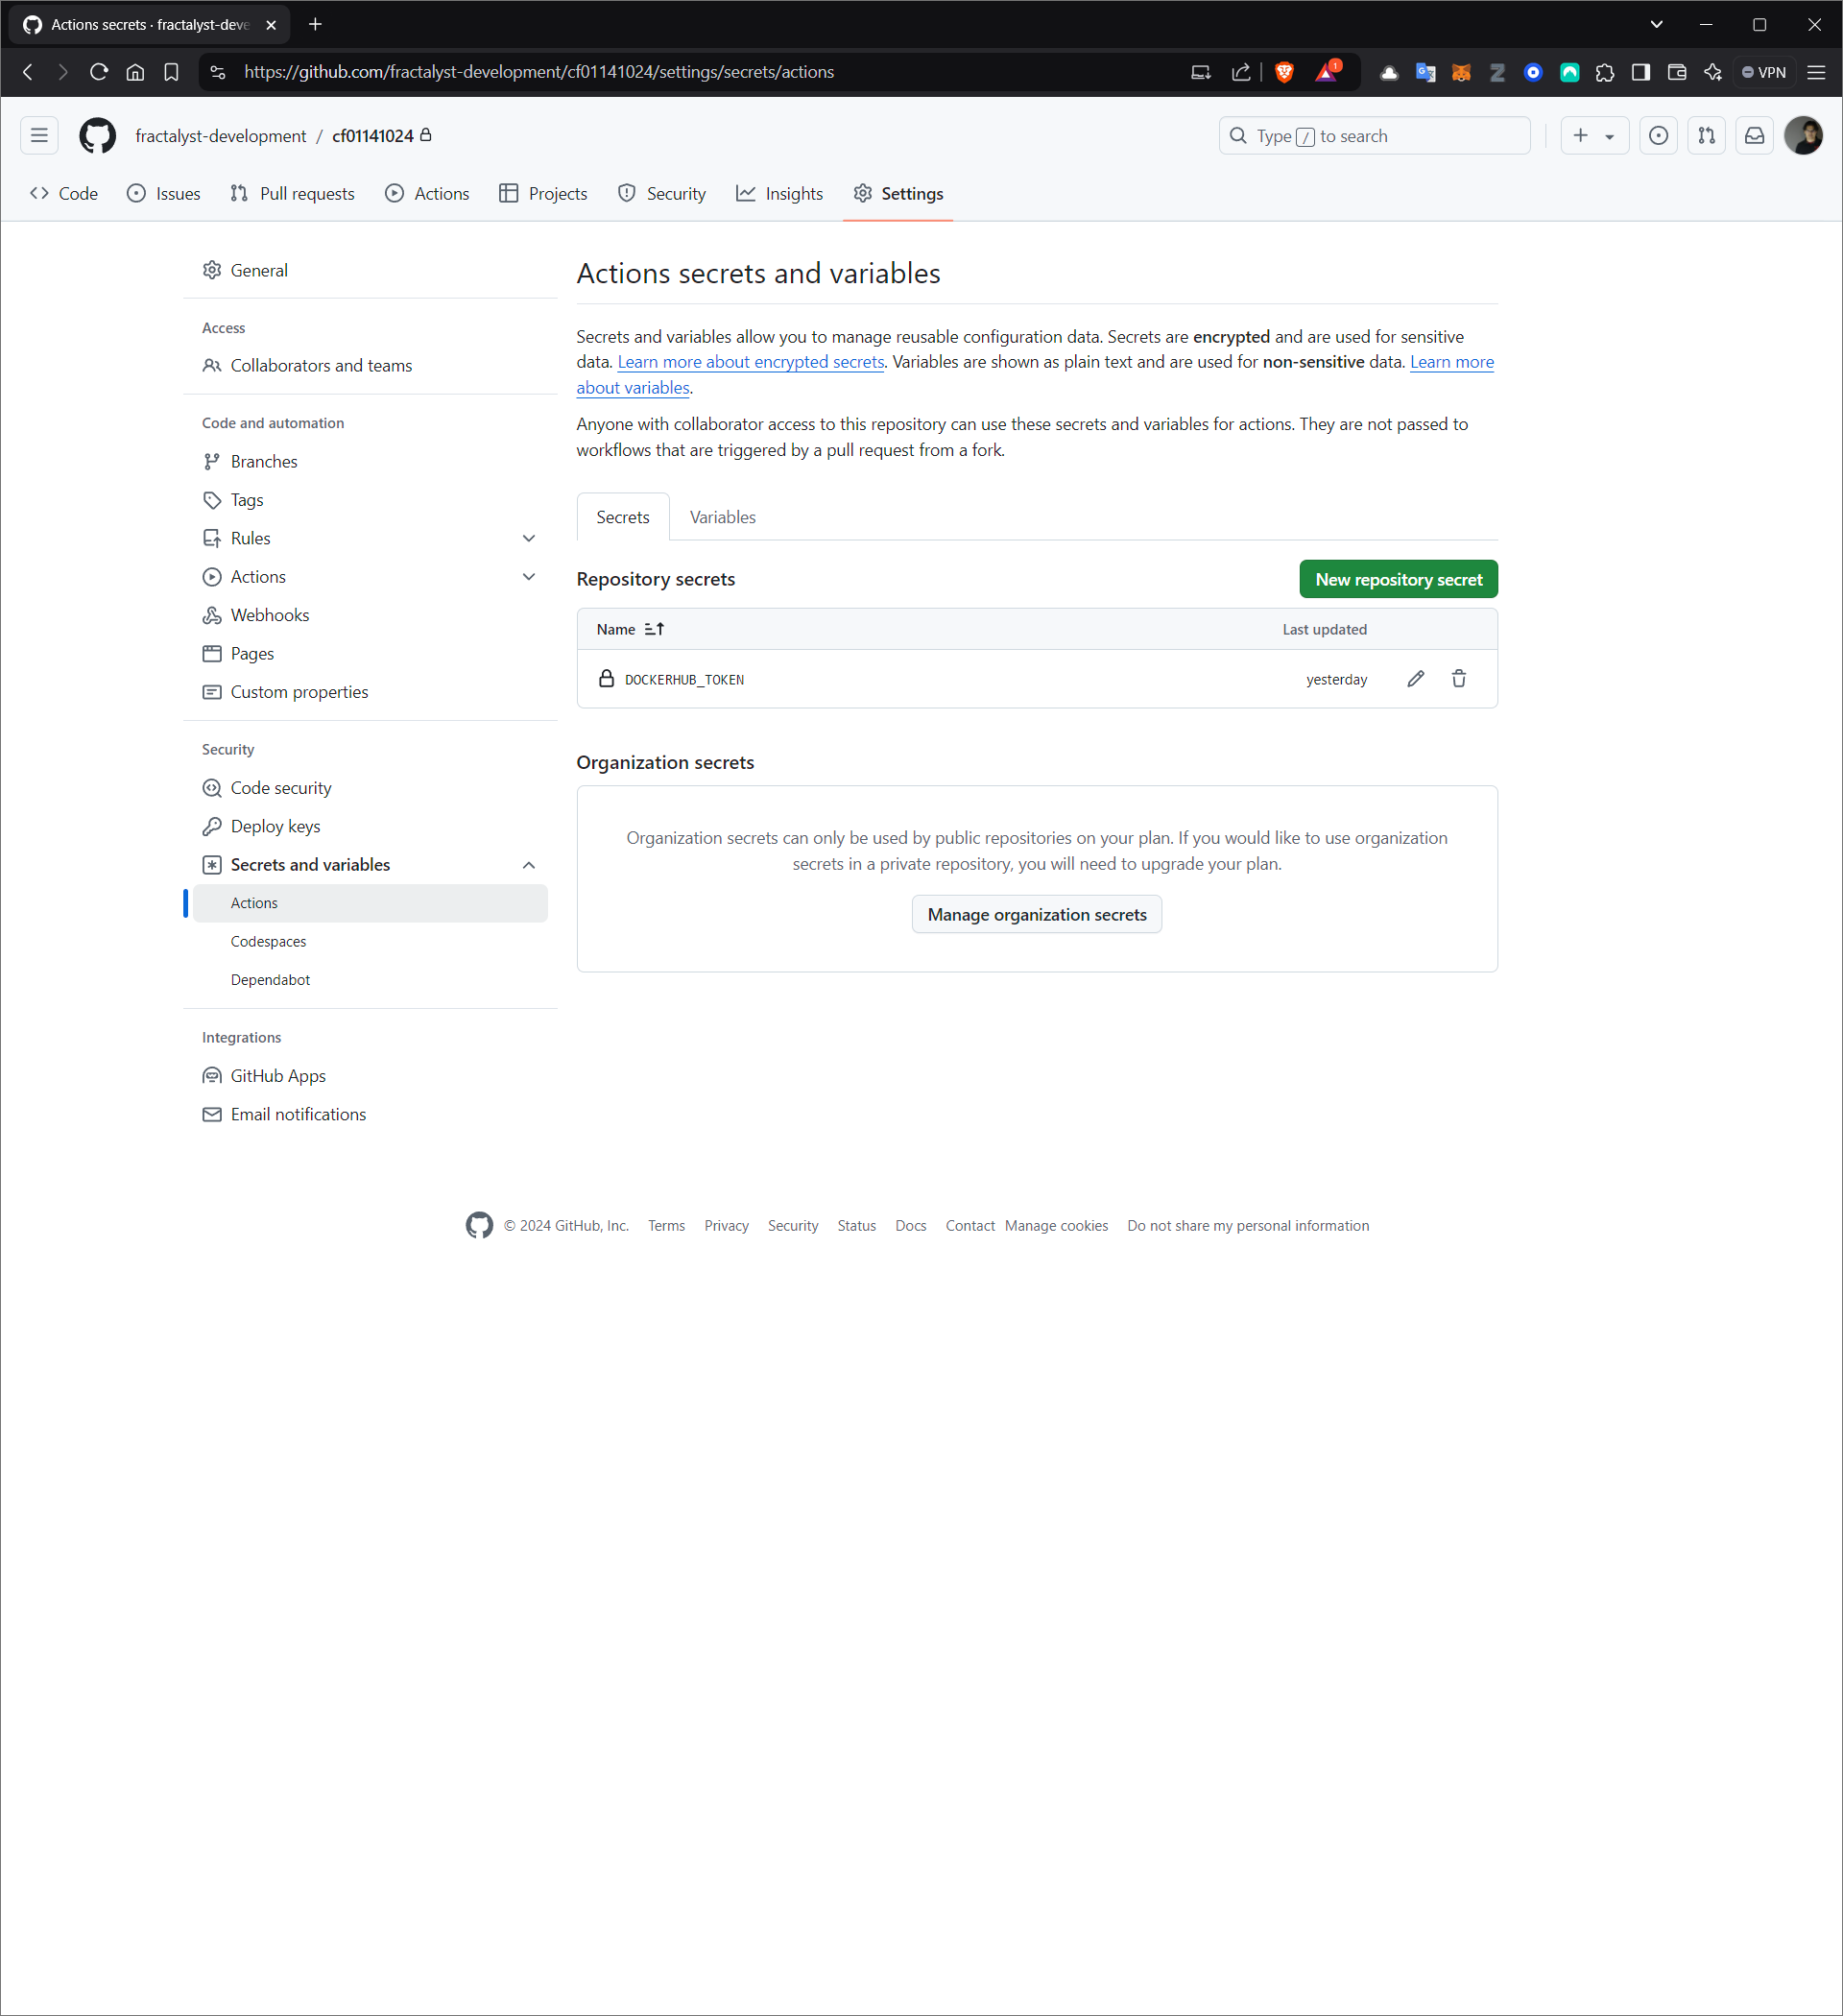 Actions secrets · fractalyst-deve
https://github.com/fractalyst-development/cf01141024/settings/secrets/actions
1
VPN
fractalyst-development / cf01141024
Type / to search
Code
Issues
Pull requests
Actions
Projects
Security
Insights
Settings
General
Access
Collaborators and teams
Code and automation
Branches
Tags
Rules
Actions
Webhooks
Pages
Custom properties
Security
Code security
Deploy keys
Secrets and variables
Actions
Codespaces
Dependabot
Integrations
GitHub Apps
Email notifications
Actions secrets and variables
Secrets and variables allow you to manage reusable configuration data. Secrets are encrypted and are used for sensitive
data. Learn more about encrypted secrets. Variables are shown as plain text and are used for non-sensitive data. Learn more
about variables.
Anyone with collaborator access to this repository can use these secrets and variables for actions. They are not passed to
workflows that are triggered by a pull request from a fork.
Secrets
Variables
Repository secrets
New repository secret
Name
Last updated
DOCKERHUB_TOKEN
yesterday
Organization secrets
Organization secrets can only be used by public repositories on your plan. If you would like to use organization
secrets in a private repository, you will need to upgrade your plan.
Manage organization secrets
© 2024 GitHub, Inc.
Terms
Privacy
Security
Status
Docs
Contact
Manage cookies
Do not share my personal information